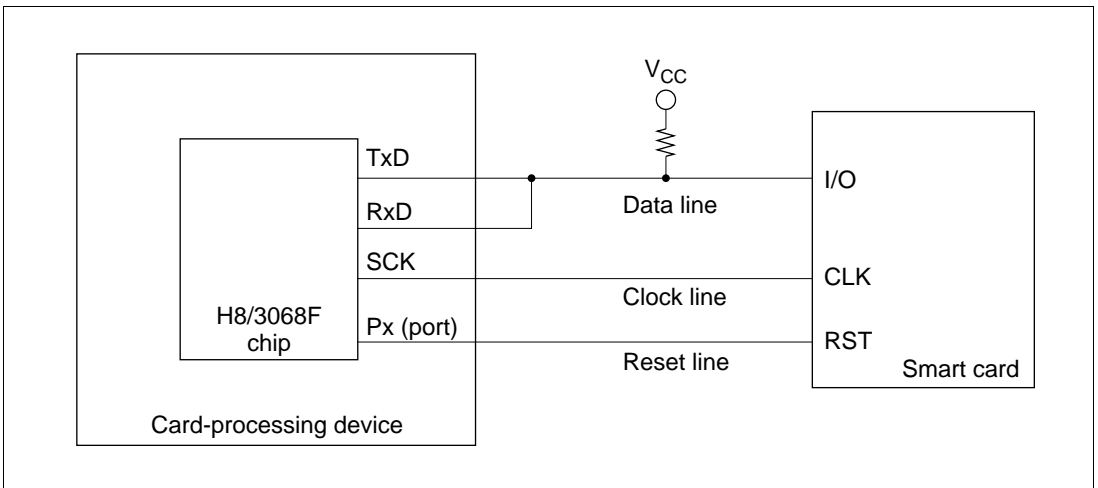 V_CC
TxD
I/O
Data line
RxD
SCK
CLK
Clock line
H8/3068F
chip
Px (port)
RST
Reset line
Smart card
Card-processing device